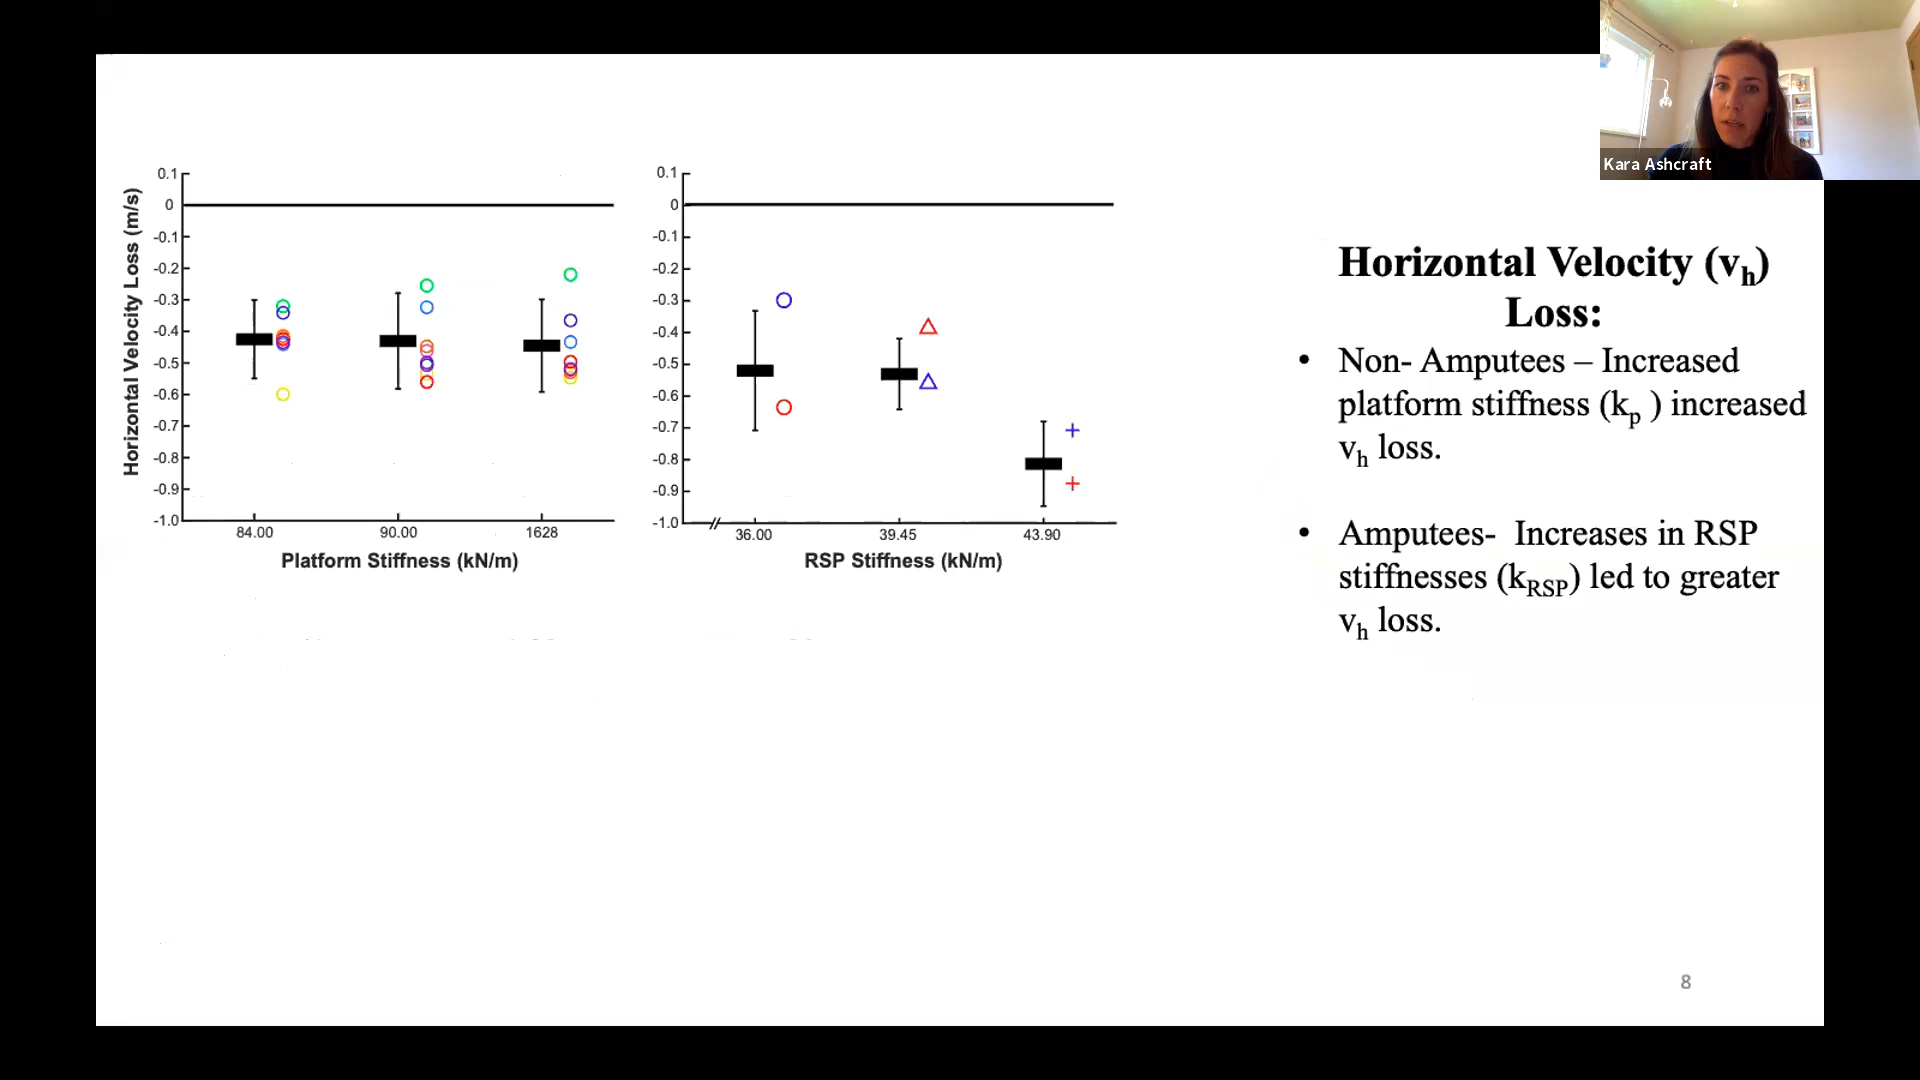 Kara Ashcraft
Horizontal Velocity Loss (m/s)
0.1
0
-0.1
-0.2
-0.3
-0.4
-0.5
-0.6
-0.7
-0.8
-0.9
-1.0
84.00 90.00 1628
Platform Stiffness (kN/m)
0.1
0
-0.1
-0.2
-0.3
-0.4
-0.5
-0.6
-0.7
-0.8
-0.9
-1.0
36.00 39.45 43.90
RSP Stiffness (kN/m)
Horizontal Velocity (vh)
Loss:
• Non- Amputees – Increased
platform stiffness (kp ) increased
vh loss.
• Amputees- Increases in RSP
stiffnesses (kRSP) led to greater
vh loss.
8